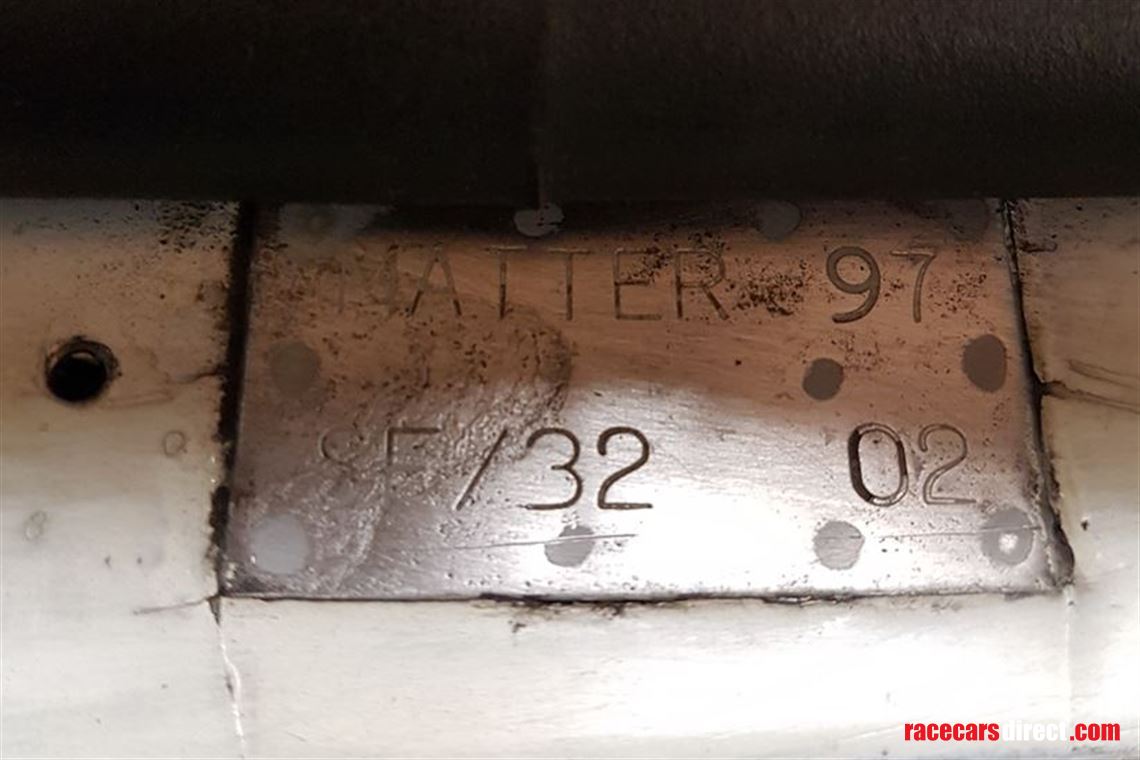 MATTER 97
SF/32 02
racecarsdirect.com